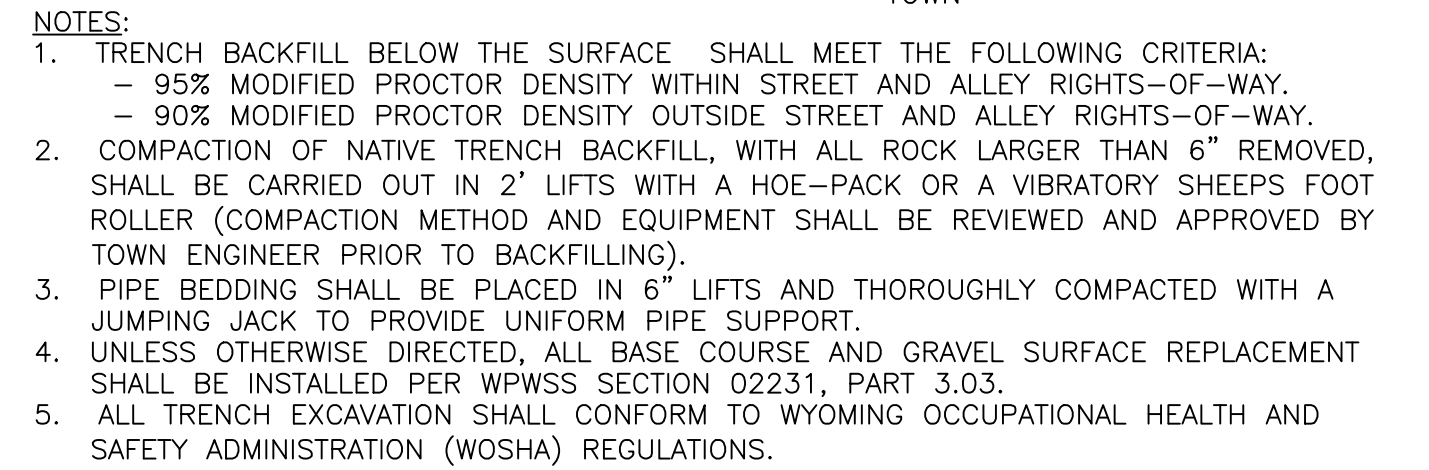 TOWN
NOTES:
1. TRENCH BACKFILL BELOW THE SURFACE SHALL MEET THE FOLLOWING CRITERIA:
– 95% MODIFIED PROCTOR DENSITY WITHIN STREET AND ALLEY RIGHTS–OF–WAY.
– 90% MODIFIED PROCTOR DENSITY OUTSIDE STREET AND ALLEY RIGHTS–OF–WAY.
2. COMPACTION OF NATIVE TRENCH BACKFILL, WITH ALL ROCK LARGER THAN 6" REMOVED,
SHALL BE CARRIED OUT IN 2' LIFTS WITH A HOE–PACK OR A VIBRATORY SHEEPS FOOT
ROLLER (COMPACTION METHOD AND EQUIPMENT SHALL BE REVIEWED AND APPROVED BY
TOWN ENGINEER PRIOR TO BACKFILLING).
3. PIPE BEDDING SHALL BE PLACED IN 6" LIFTS AND THOROUGHLY COMPACTED WITH A
JUMPING JACK TO PROVIDE UNIFORM PIPE SUPPORT.
4. UNLESS OTHERWISE DIRECTED, ALL BASE COURSE AND GRAVEL SURFACE REPLACEMENT
SHALL BE INSTALLED PER WPWSS SECTION 02231, PART 3.03.
5. ALL TRENCH EXCAVATION SHALL CONFORM TO WYOMING OCCUPATIONAL HEALTH AND
SAFETY ADMINISTRATION (WOSHA) REGULATIONS.